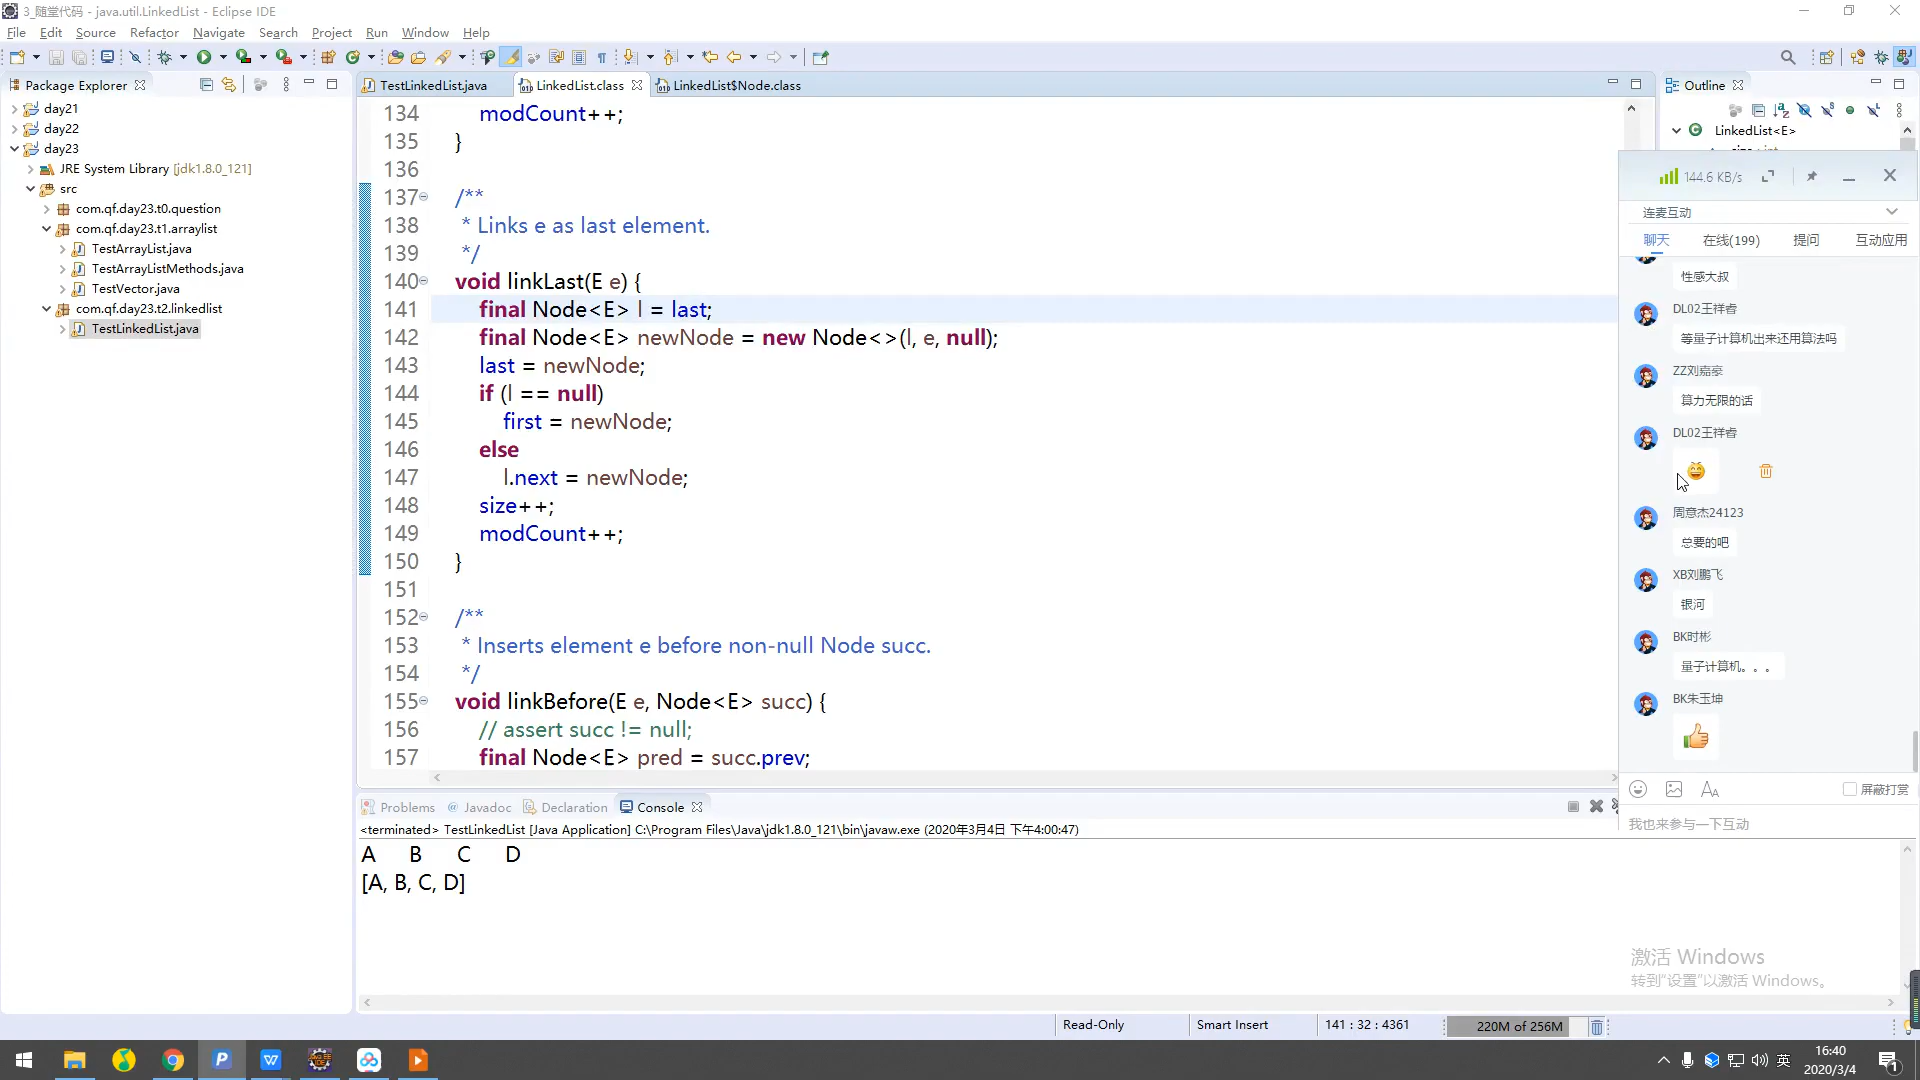 3_随堂代码 - java.util.LinkedList - Eclipse IDE
File Edit Source Refactor Navigate Search Project Run Window Help
Package Explorer
day21
day22
day23
JRE System Library [jdk1.8.0_121]
src
com.qf.day23.t0.question
com.qf.day23.t1.arraylist
TestArrayList.java
TestArrayListMethods.java
TestVector.java
com.qf.day23.t2.linkedlist
TestLinkedList.java
TestLinkedList.java LinkedList.class LinkedList$Node.class
134 modCount++;
135 }
136
137 /**
138 * Links e as last element.
139 */
140 void linkLast(E e) {
141 final Node<E> l = last;
142 final Node<E> newNode = new Node<>(l, e, null);
143 last = newNode;
144 if (l == null)
145 first = newNode;
146 else
147 l.next = newNode;
148 size++;
149 modCount++;
150 }
151
152 /**
153 * Inserts element e before non-null Node succ.
154 */
155 void linkBefore(E e, Node<E> succ) {
156 // assert succ != null;
157 final Node<E> pred = succ.prev;
Problems @ Javadoc Declaration Console
<terminated> TestLinkedList [Java Application] C:\Program Files\Java\jdk1.8.0_121\bin\javaw.exe (2020年3月4日 下午4:00:47)
A B C D
[A, B, C, D]
Outline
LinkedList<E>
144.6 KB/s
连麦互动
聊天 在线(199) 提问 互动应用
性感大叔
DL02王祥睿
等量子计算机出来还用算法吗
ZZ刘嘉豪
算力无限的话
DL02王祥睿
周意杰24123
总要的吧
XB刘鹏飞
银河
BK时彬
量子计算机。。。
BK朱玉坤
屏蔽打赏
我也来参与一下互动
激活 Windows
转到"设置"以激活 Windows。
Read-Only Smart Insert 141 : 32 : 4361 220M of 256M
英
16:40
2020/3/4